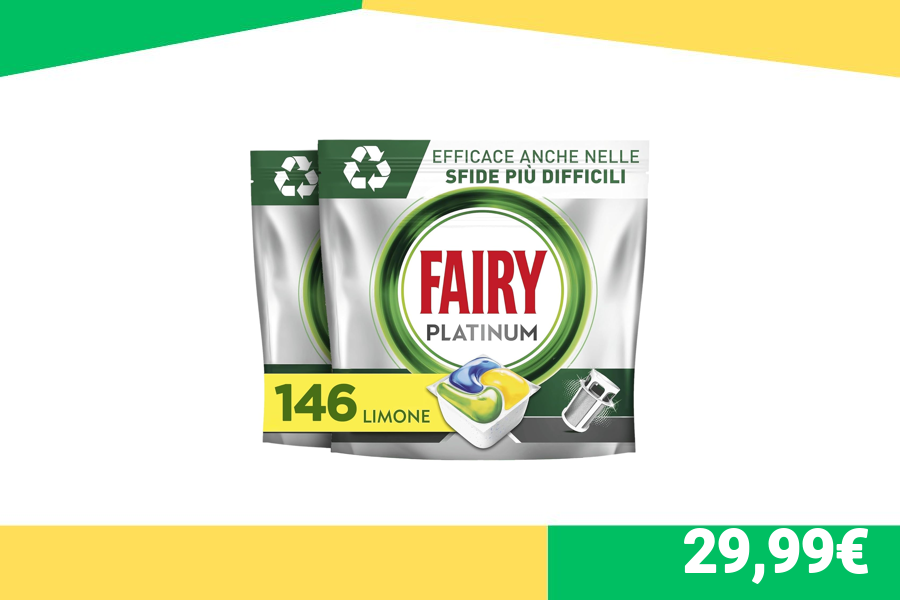 EFFICACE ANCHE NELLE
SFIDE PIÙ DIFFICILI
FAIRY
PLATINUM
146 LIMONE
29,99€